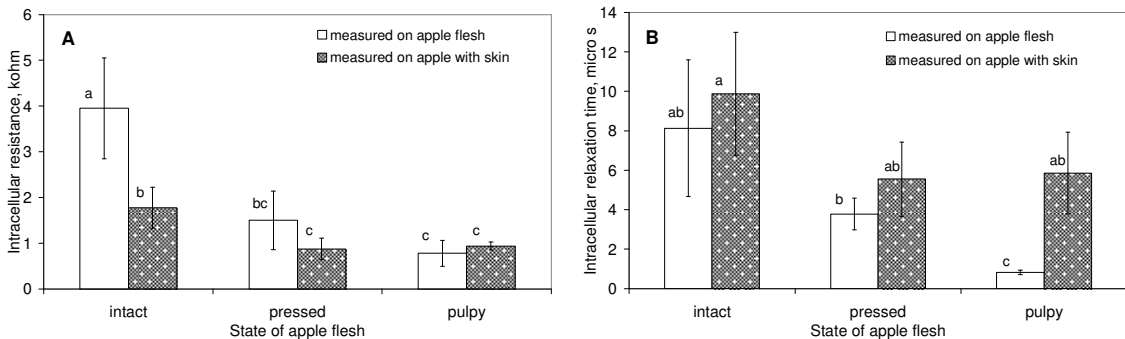 A
measured on apple flesh
measured on apple with skin
Intracellular resistance, kohm
6
5
4
3
2
1
0
a
b
bc
c
c
c
intact
pressed
pulpy
State of apple flesh
B
measured on apple flesh
measured on apple with skin
Intracellular relaxation time, micro s
14
12
10
8
6
4
2
0
ab
a
b
ab
c
ab
intact
pressed
pulpy
State of apple flesh